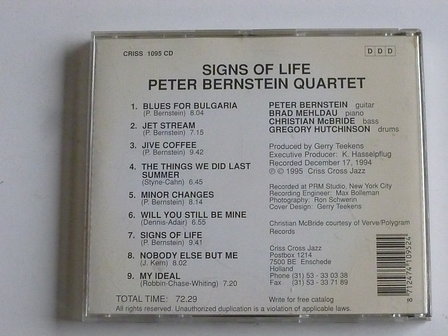 CRISS 1095 CD
D D D
SIGNS OF LIFE
PETER BERNSTEIN QUARTET
1. BLUES FOR BULGARIA
(P. Bernstein) 8.04
2. JET STREAM
(P. Bernstein) 7.15
3. JIVE COFFEE
(P. Bernstein) 9.42
4. THE THINGS WE DID LAST
SUMMER
(Styne-Cahn) 6.45
5. MINOR CHANGES
(P. Bernstein) 8.14
6. WILL YOU STILL BE MINE
(Dennis-Adair) 6.55
7. SIGNS OF LIFE
(P. Bernstein) 9.41
8. NOBODY ELSE BUT ME
(J. Kern) 8.02
9. MY IDEAL
(Robbin-Chase-Whiting) 7.20
TOTAL TIME: 72.29
PETER BERNSTEIN guitar
BRAD MEHLDAU piano
CHRISTIAN McBRIDE bass
GREGORY HUTCHINSON drums
Produced by Gerry Teekens
Executive Producer: K. Hasselpflug
Recorded December 17, 1994
℗ © 1995 Criss Cross Jazz
Recorded at PRM Studio, New York City
Recording Engineer: Max Bolleman
Photography: Ron Schwerin
Cover Design: Gerry Teekens
Christian McBride courtesy of Verve/Polygram
Records
Criss Cross Jazz
Postbox 1214
7500 BE Enschede
Holland
Phone (31) 53 - 33 03 38
Fax (31) 53 - 33 71 89
Write for free catalog
All rights reserved. Unauthorized duplication is a violation of applicable laws.
8 712474 109524